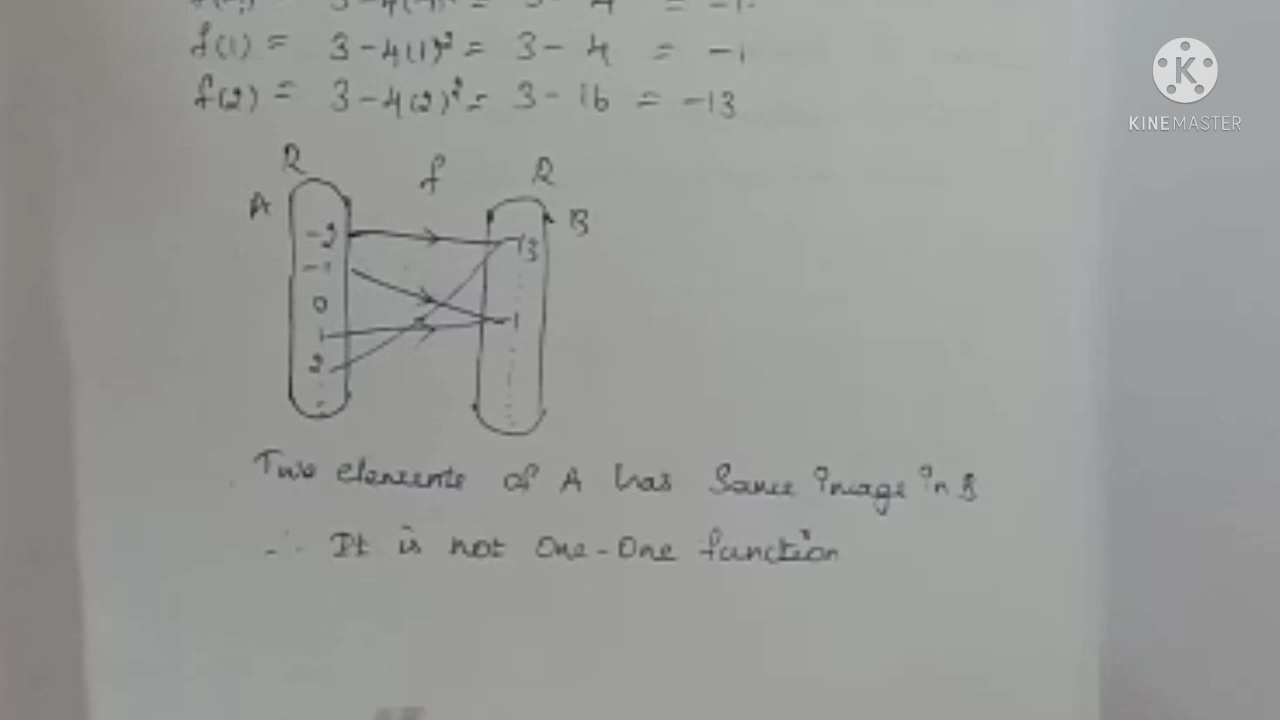 f(1) = 3-4(1)² = 3- 4 = -1
f(2) = 3-4(2)² = 3- 16 = -13
KINEMASTER
R f R
A B
-2 -13
-1
0
1 -1
2
Two elements of A has Same image in B
∴ It is not One-One function